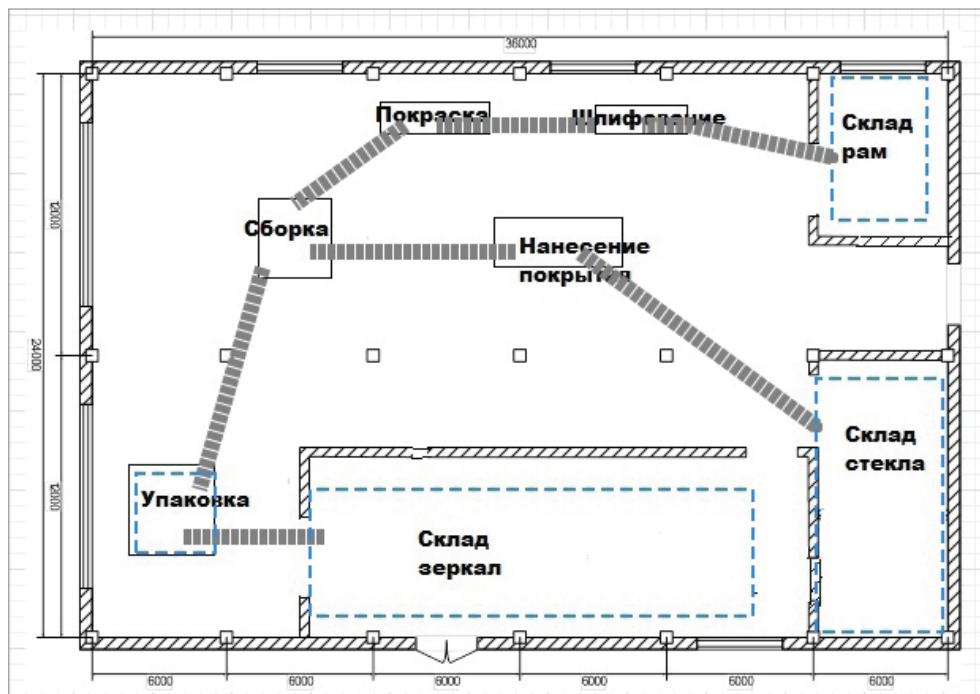 36000
Покраска
Шлифование
Склад
рам
12000
Сборка
Нанесение
покрытия
24000
Склад
стекла
12000
Упаковка
Склад
зеркал
6000
6000
6000
6000
6000
6000